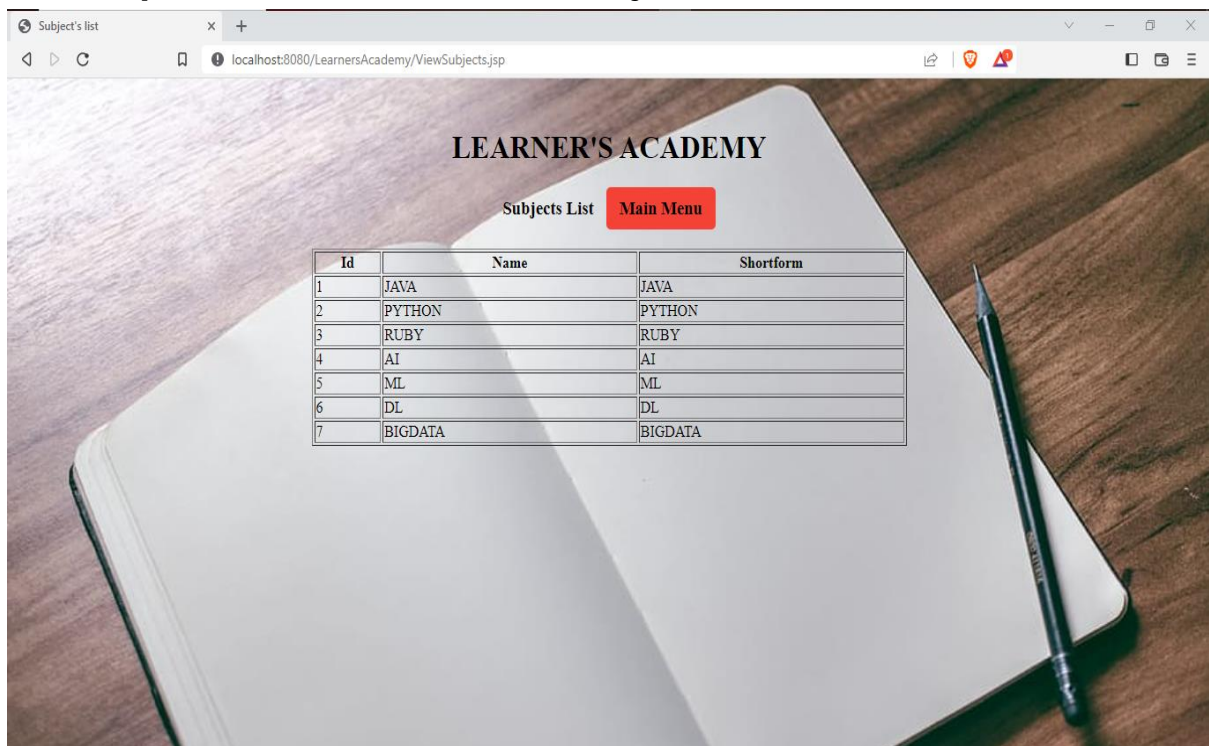 Subject's list
localhost:8080/LearnersAcademy/ViewSubjects.jsp
LEARNER'S ACADEMY
Subjects List Main Menu
Id Name Shortform
1 JAVA JAVA
2 PYTHON PYTHON
3 RUBY RUBY
4 AI AI
5 ML ML
6 DL DL
7 BIGDATA BIGDATA